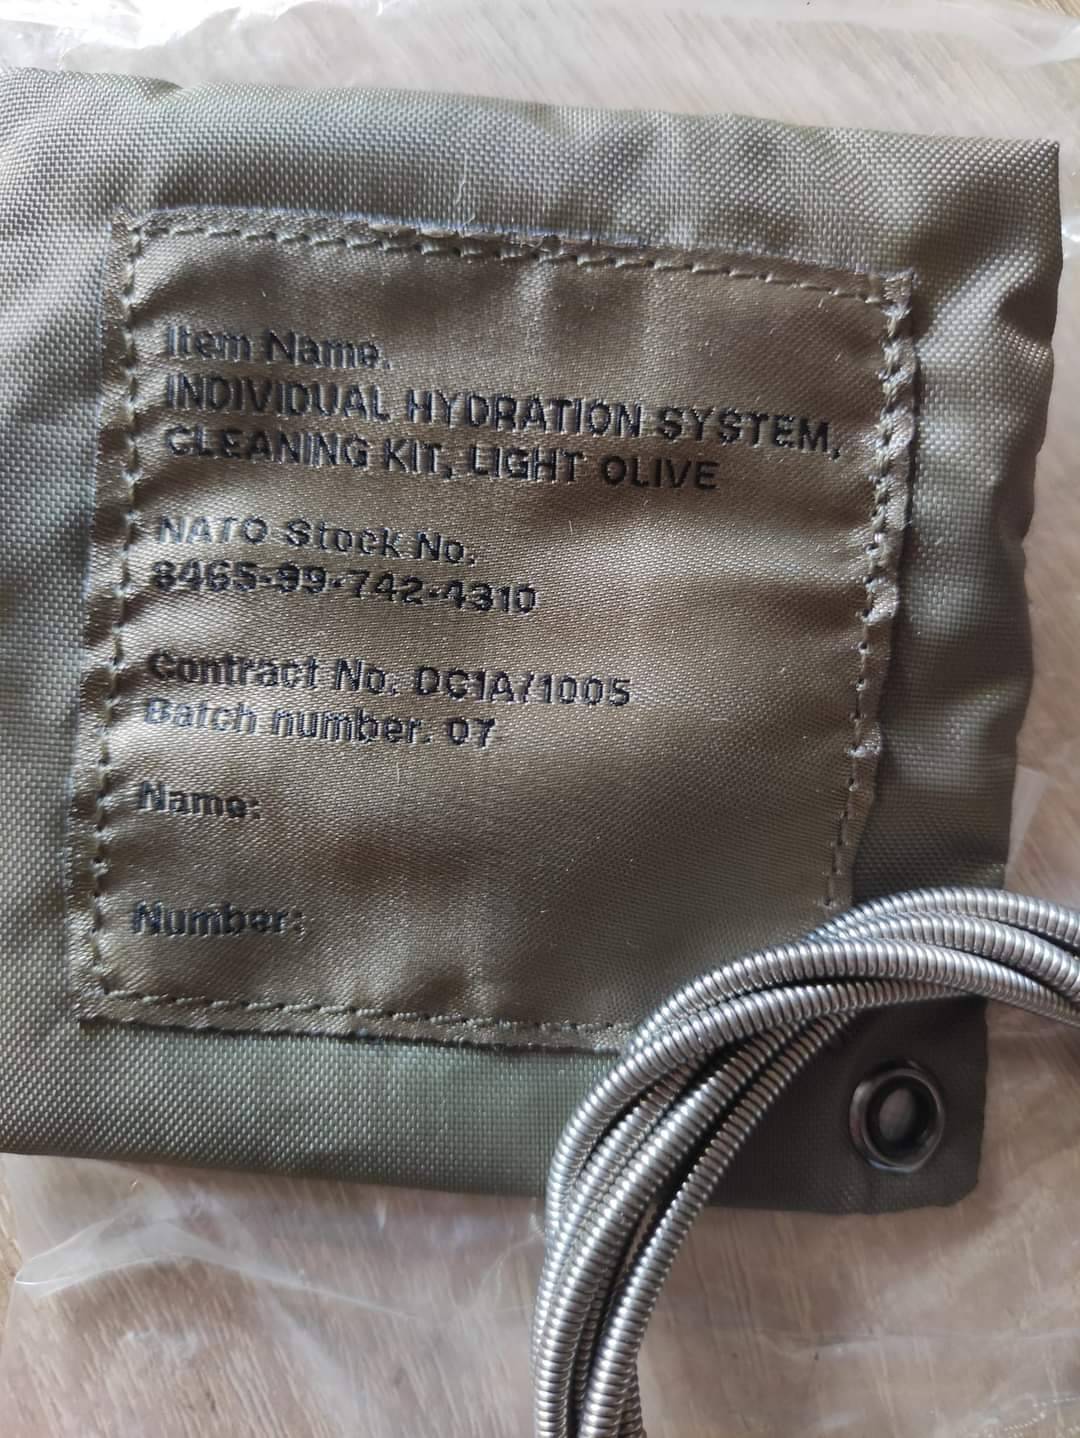 Item Name.
INDIVIDUAL HYDRATION SYSTEM,
CLEANING KIT, LIGHT OLIVE
NATO Stock No.
8465-99-742-4310
Contract No. DC1A/1005
Batch number. 07
Name:
Number: